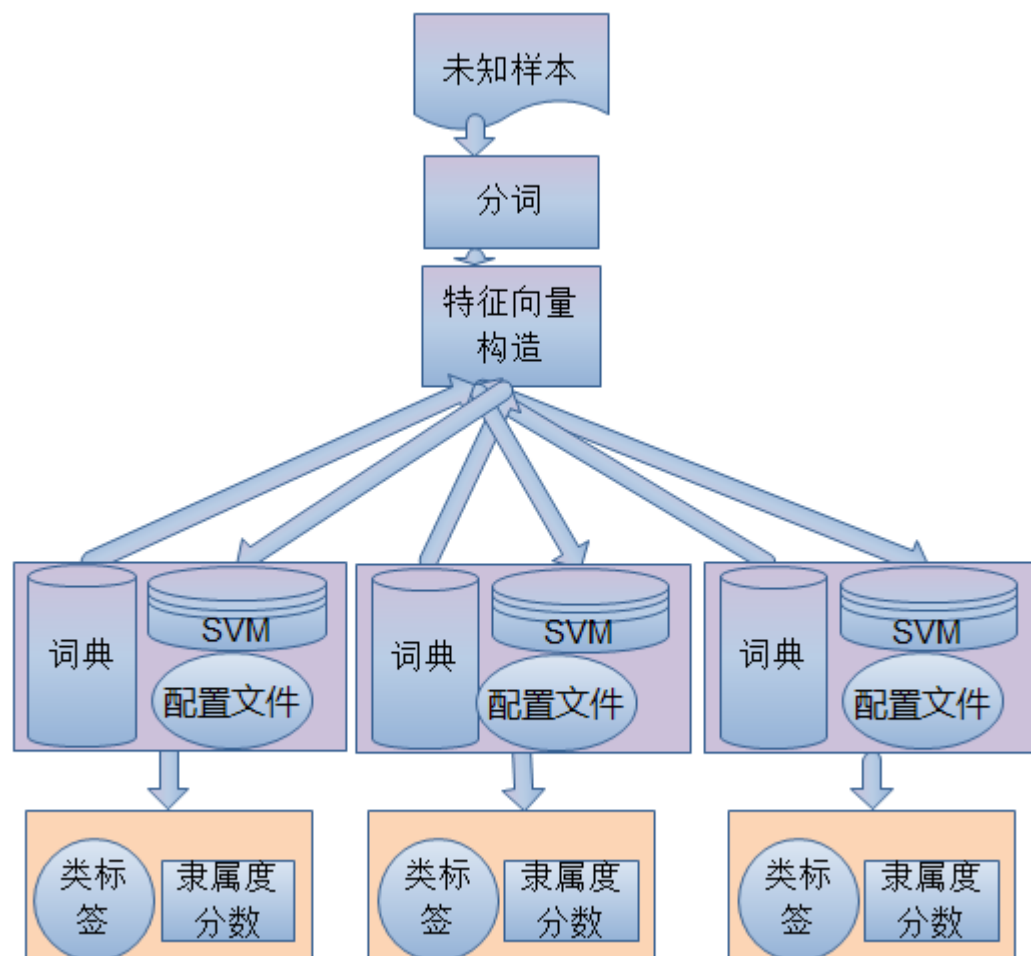 未知样本
分词
特征向量
构造
词典
SVM
配置文件
词典
SVM
配置文件
词典
SVM
配置文件
类标
签
隶属度
分数
类标
签
隶属度
分数
类标
签
隶属度
分数